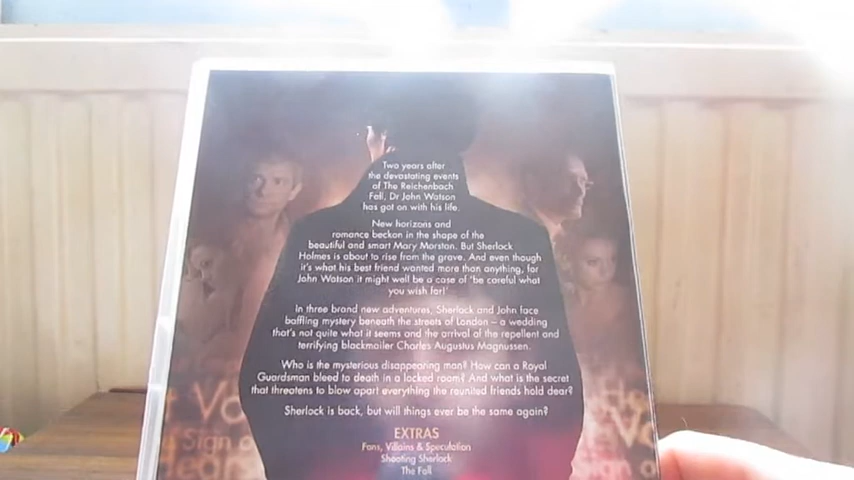 Two years after
the devastating events
of The Reichenbach
Fall, Dr John Watson
has got on with his life.
New horizons and
romance beckon in the shape of the
beautiful and smart Mary Morstan. But Sherlock
Holmes is about to rise from the grave. And even though
it's what his best friend wanted more than anything, for
John Watson it might well be a case of 'be careful what
you wish for!'
In three brand new adventures, Sherlock and John face
baffling mystery beneath the streets of London – a wedding
that's not quite what it seems and the arrival of the repellent and
terrifying blackmailer Charles Augustus Magnussen.
Who is the mysterious disappearing man? How can a Royal
Guardsman bleed to death in a locked room? And what is the secret
that threatens to blow apart everything the reunited friends hold dear?
Sherlock is back, but will things ever be the same again?
EXTRAS
Fans, Villains & Speculation
Shooting Sherlock
The Fall
Sign of